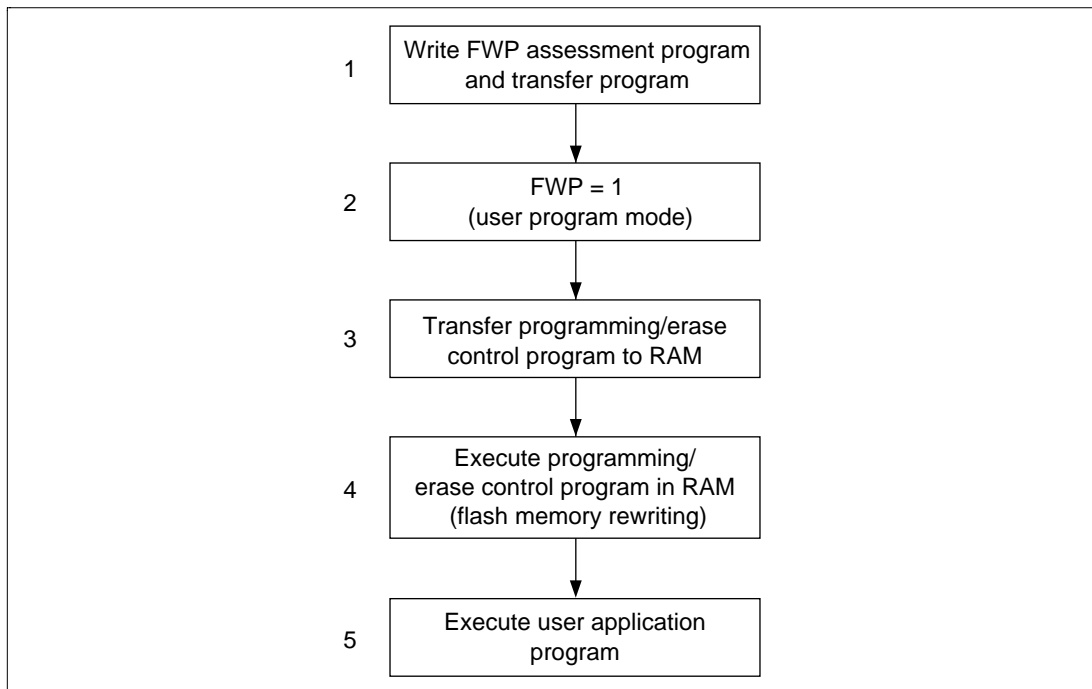 1
Write FWP assessment program
and transfer program
2
FWP = 1
(user program mode)
3
Transfer programming/erase
control program to RAM
4
Execute programming/
erase control program in RAM
(flash memory rewriting)
5
Execute user application
program